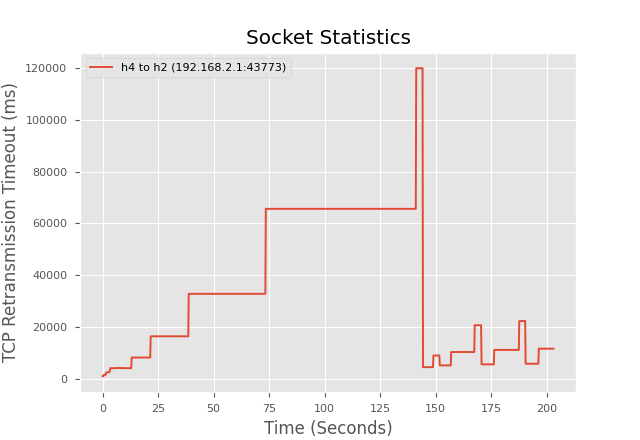 Socket Statistics
h4 to h2 (192.168.2.1:43773)
TCP Retransmission Timeout (ms)
120000
100000
80000
60000
40000
20000
0
0 25 50 75 100 125 150 175 200
Time (Seconds)